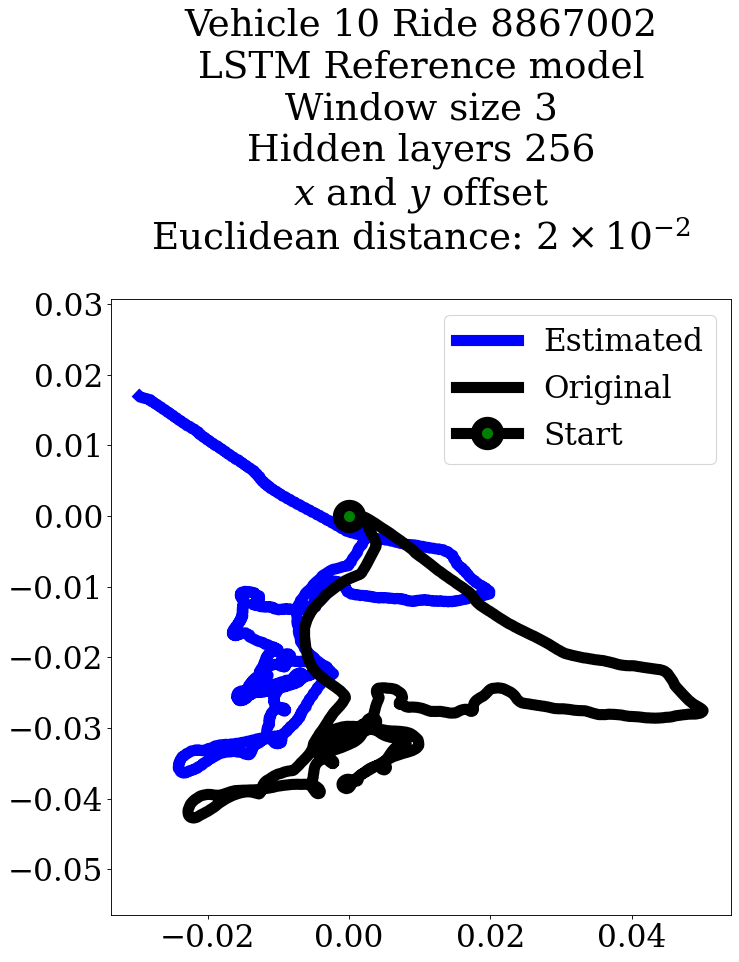 Vehicle 10 Ride 8867002
LSTM Reference model
Window size 3
Hidden layers 256
x and y offset
Euclidean distance: 2 × 10⁻²
0.03
Estimated
0.02
Original
0.01
Start
0.00
−0.01
−0.02
−0.03
−0.04
−0.05
−0.02 0.00 0.02 0.04